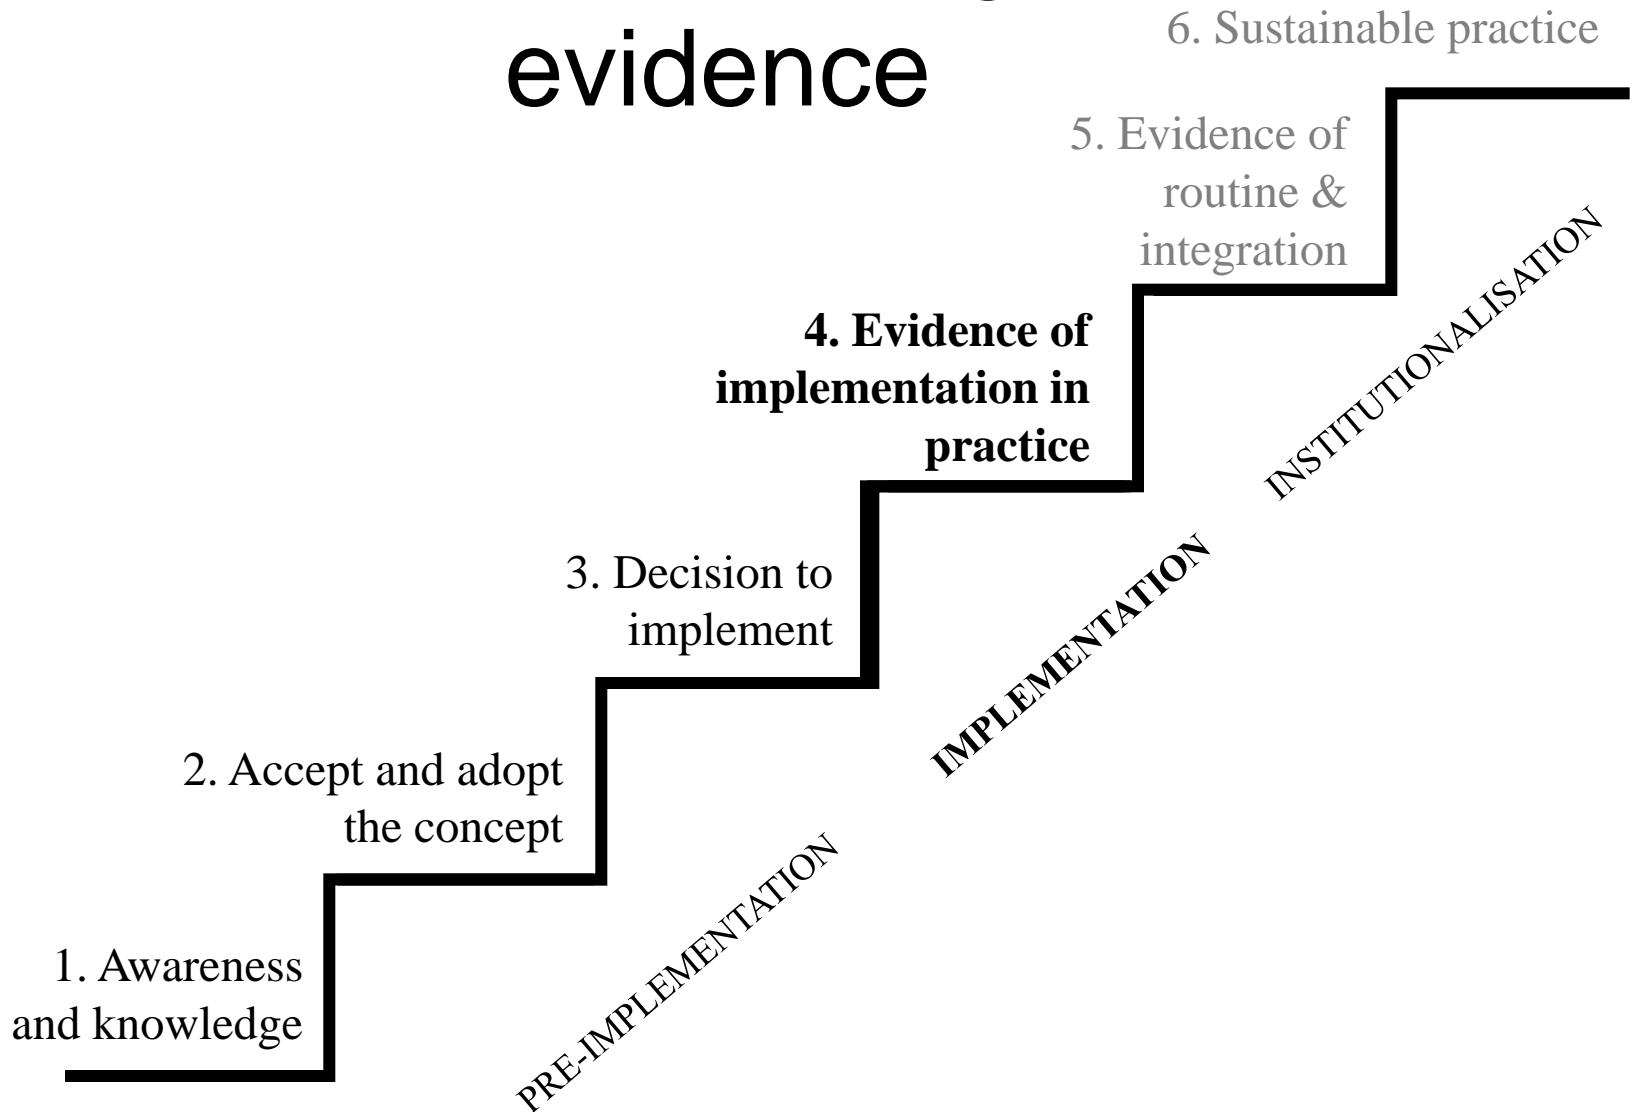 evidence
6. Sustainable practice
5. Evidence of
routine &
integration
4. Evidence of
implementation in
practice
3. Decision to
implement
2. Accept and adopt
the concept
1. Awareness
and knowledge
PRE-IMPLEMENTATION
IMPLEMENTATION
INSTITUTIONALISATION